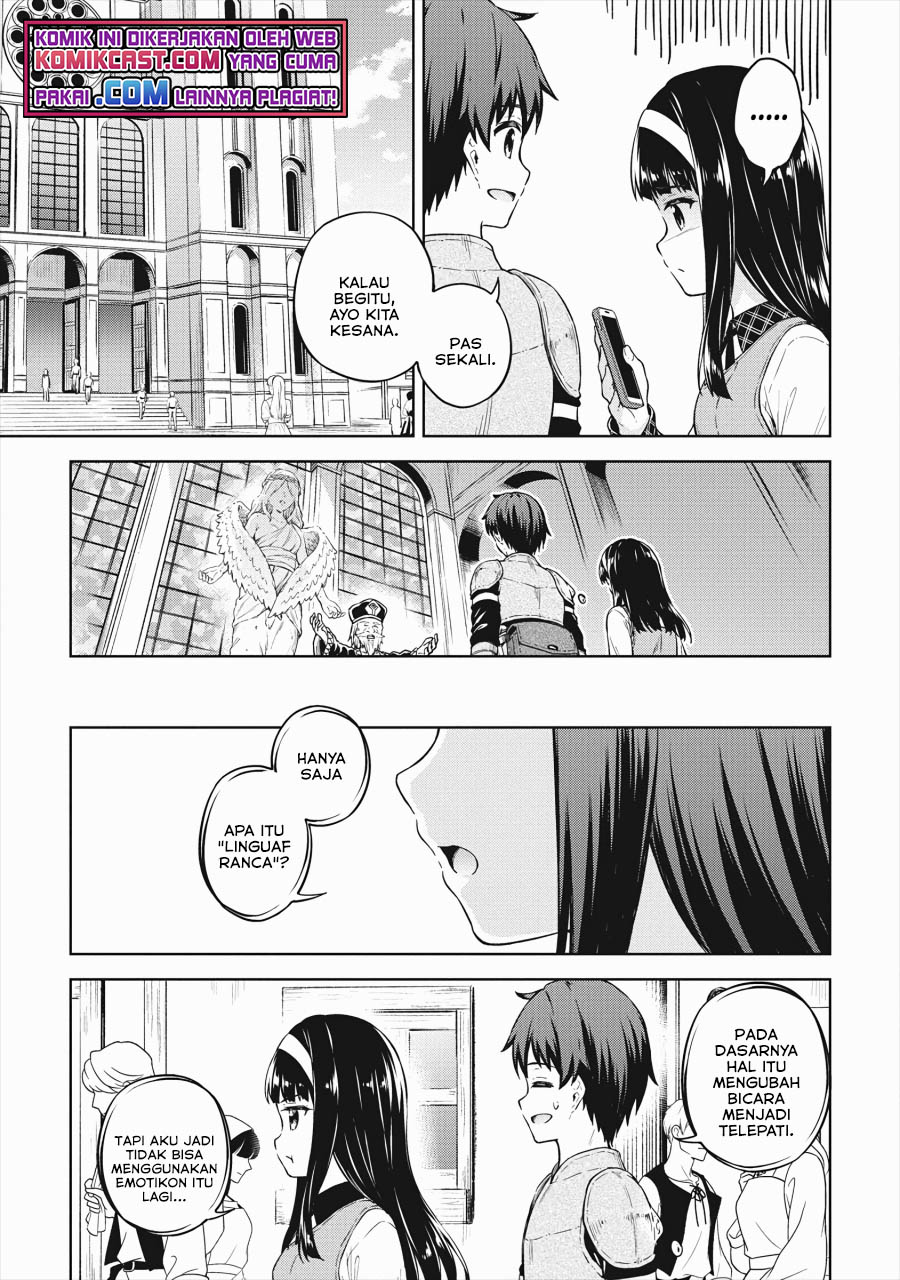 KOMIK INI DIKERJAKAN OLEH WEB
KOMIKCAST.COM YANG CUMA
PAKAI .COM LAINNYA PLAGIAT!
.....
PAS
SEKALI.
KALAU
BEGITU,
AYO KITA
KESANA.
HANYA
SAJA
APA ITU
"LINGUAF
RANCA"?
PADA
DASARNYA
HAL ITU
MENGUBAH
BICARA
MENJADI
TELEPATI.
TAPI AKU JADI
TIDAK BISA
MENGGUNAKAN
EMOTIKON ITU
LAGI...